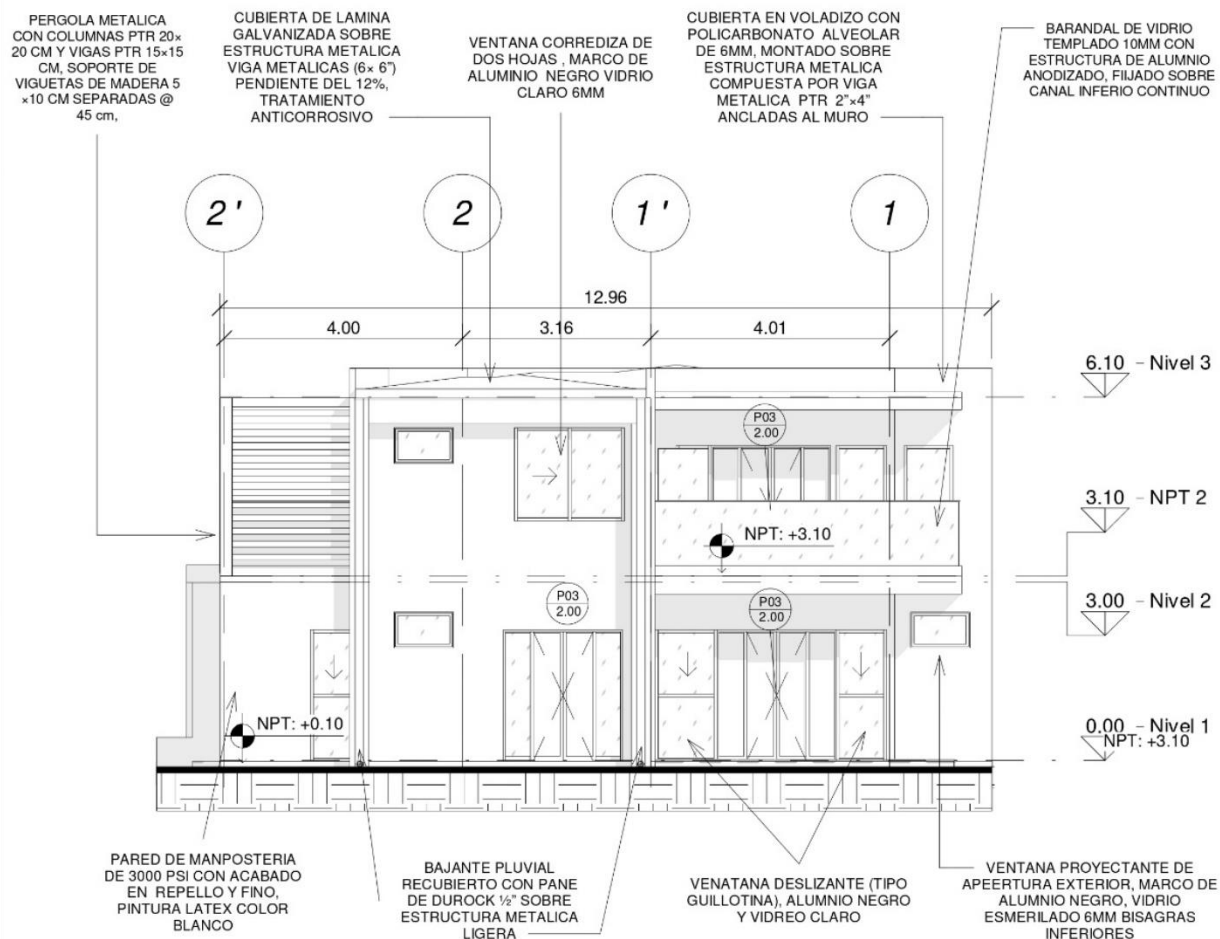 PERGOLA METALICA
CON COLUMNAS PTR 20×
20 CM Y VIGAS PTR 15×15
CM, SOPORTE DE
VIGUETAS DE MADERA 5
×10 CM SEPARADAS @
45 cm,
CUBIERTA DE LAMINA
GALVANIZADA SOBRE
ESTRUCTURA METALICA
VIGA METALICAS (6× 6")
PENDIENTE DEL 12%,
TRATAMIENTO
ANTICORROSIVO
VENTANA CORREDIZA DE
DOS HOJAS , MARCO DE
ALUMINIO NEGRO VIDRIO
CLARO 6MM
CUBIERTA EN VOLADIZO CON
POLICARBONATO ALVEOLAR
DE 6MM, MONTADO SOBRE
ESTRUCTURA METALICA
COMPUESTA POR VIGA
METALICA PTR 2"×4"
ANCLADAS AL MURO
BARANDAL DE VIDRIO
TEMPLADO 10MM CON
ESTRUCTURA DE ALUMNIO
ANODIZADO, FIIJADO SOBRE
CANAL INFERIO CONTINUO
2'
2
1'
1
12.96
4.00
3.16
4.01
6.10 - Nivel 3
P03
2.00
3.10 - NPT 2
NPT: +3.10
P03
2.00
P03
2.00
3.00 - Nivel 2
NPT: +0.10
0.00 - Nivel 1
NPT: +3.10
PARED DE MANPOSTERIA
DE 3000 PSI CON ACABADO
EN REPELLO Y FINO,
PINTURA LATEX COLOR
BLANCO
BAJANTE PLUVIAL
RECUBIERTO CON PANE
DE DUROCK ½" SOBRE
ESTRUCTURA METALICA
LIGERA
VENATANA DESLIZANTE (TIPO
GUILLOTINA), ALUMNIO NEGRO
Y VIDREO CLARO
VENTANA PROYECTANTE DE
APEERTURA EXTERIOR, MARCO DE
ALUMNIO NEGRO, VIDRIO
ESMERILADO 6MM BISAGRAS
INFERIORES